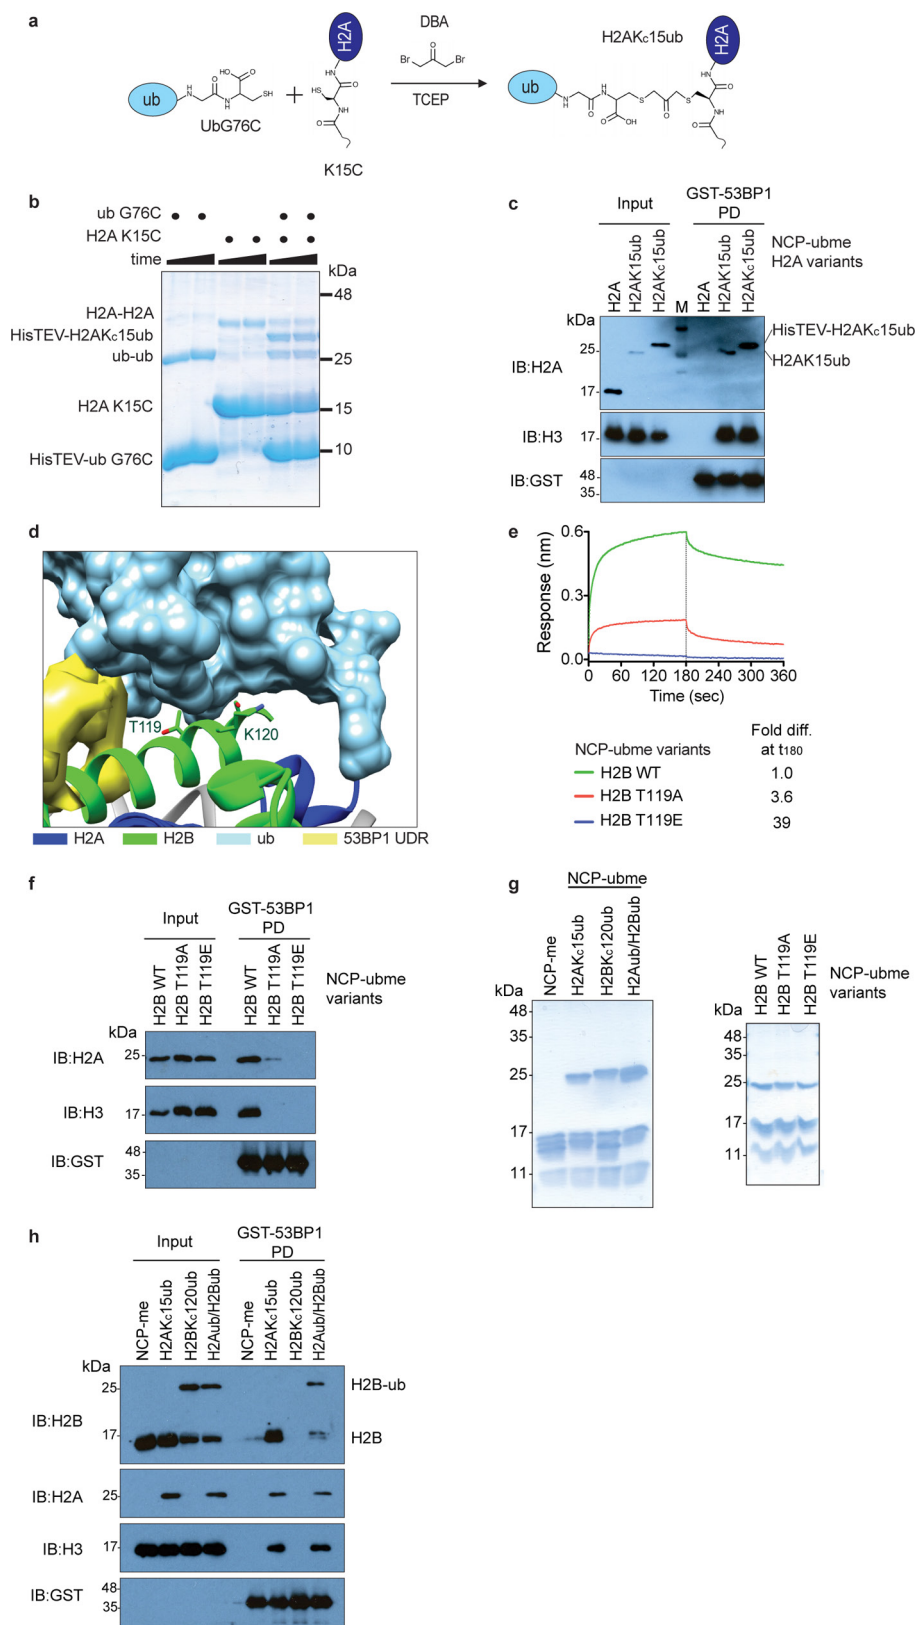 a
DBA
H2AKc15ub
H2A
H2A
O
Br Br
TCEP
ub
UbG76C
K15C
ub
b
ub G76C
H2A K15C
time
kDa
48
H2A-H2A
HisTEV-H2AKc15ub
ub-ub
25
H2A K15C
15
HisTEV-ub G76C
10
c
Input
GST-53BP1
PD
NCP-ubme
H2A variants
H2A
H2AK15ub
H2AKc15ub
M
H2A
H2AK15ub
H2AKc15ub
kDa
25
17
IB:H2A
HisTEV-H2AKc15ub
H2AK15ub
IB:H3
17
IB:GST
48
35
d
T119
K120
H2A
H2B
ub
53BP1 UDR
e
Response (nm)
0.6
0.3
0.0
0 60 120 180 240 300 360
Time (sec)
NCP-ubme variants
Fold diff.
at t180
H2B WT 1.0
H2B T119A 3.6
H2B T119E 39
f
Input
GST-53BP1
PD
H2B WT
H2B T119A
H2B T119E
H2B WT
H2B T119A
H2B T119E
NCP-ubme
variants
kDa
IB:H2A
25
IB:H3
17
IB:GST
48
35
g
NCP-ubme
NCP-me
H2AKc15ub
H2BKc120ub
H2Aub/H2Bub
kDa
48
35
25
17
11
H2B WT
H2B T119A
H2B T119E
NCP-ubme
variants
kDa
48
35
25
17
11
h
Input
GST-53BP1
PD
NCP-me
H2AKc15ub
H2BKc120ub
H2Aub/H2Bub
NCP-me
H2AKc15ub
H2BKc120ub
H2Aub/H2Bub
kDa
25
H2B-ub
IB:H2B
17
H2B
IB:H2A
25
IB:H3
17
IB:GST
48
35